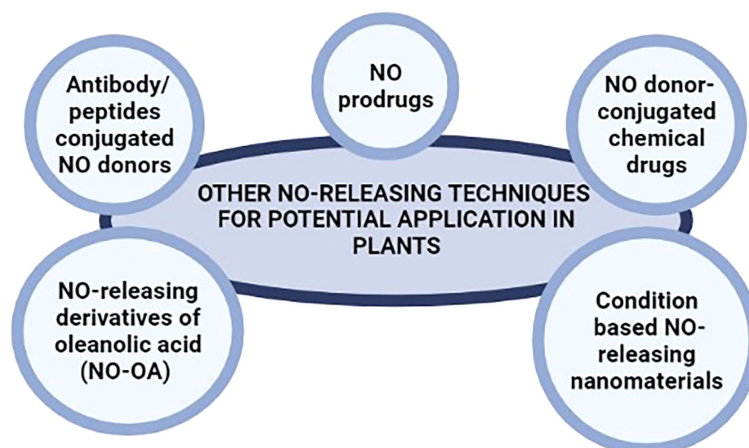 Antibody/
peptides
conjugated
NO donors
NO
prodrugs
NO donor-
conjugated
chemical
drugs
OTHER NO-RELEASING TECHNIQUES
FOR POTENTIAL APPLICATION IN
PLANTS
NO-releasing
derivatives of
oleanolic acid
(NO-OA)
Condition
based NO-
releasing
nanomaterials